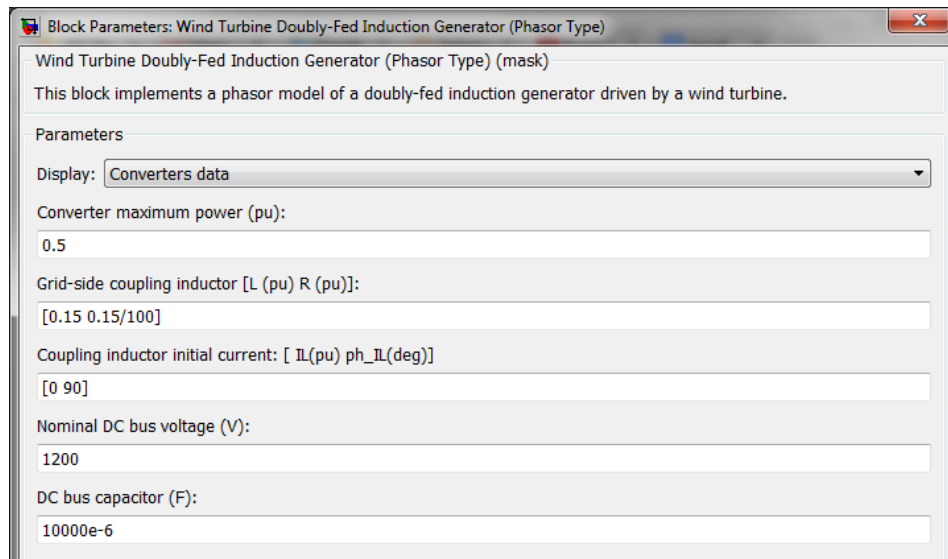 Block Parameters: Wind Turbine Doubly-Fed Induction Generator (Phasor Type)
Wind Turbine Doubly-Fed Induction Generator (Phasor Type) (mask)
This block implements a phasor model of a doubly-fed induction generator driven by a wind turbine.
Parameters
Display: Converters data
Converter maximum power (pu):
0.5
Grid-side coupling inductor [L (pu) R (pu)]:
[0.15 0.15/100]
Coupling inductor initial current: [ IL(pu) ph_IL(deg)]
[0 90]
Nominal DC bus voltage (V):
1200
DC bus capacitor (F):
10000e-6